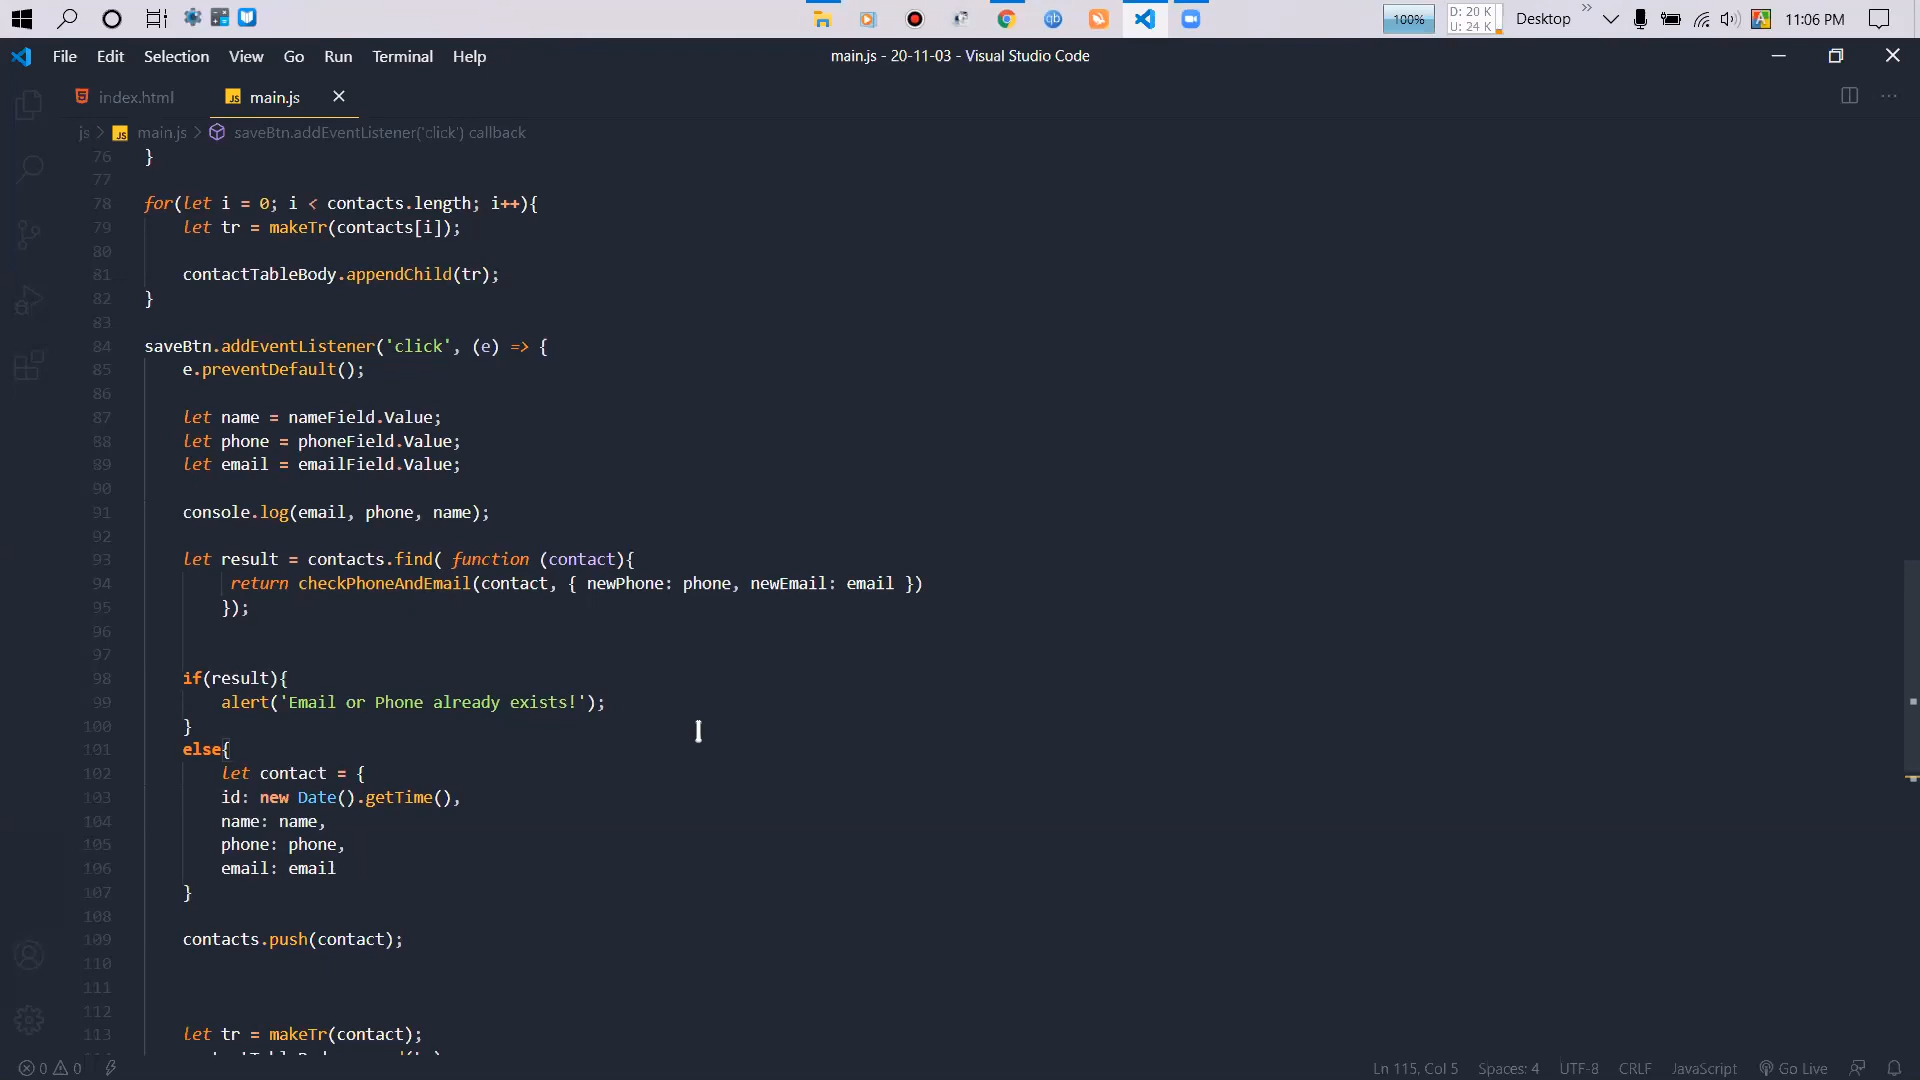 100%
D: 20 K
U: 24 K
Desktop
11:06 PM
File Edit Selection View Go Run Terminal Help
main.js - 20-11-03 - Visual Studio Code
index.html
JS main.js
js > JS main.js > saveBtn.addEventListener('click') callback
76 }
77
78 for(let i = 0; i < contacts.length; i++){
79 let tr = makeTr(contacts[i]);
80
81 contactTableBody.appendChild(tr);
82 }
83
84 saveBtn.addEventListener('click', (e) => {
85 e.preventDefault();
86
87 let name = nameField.Value;
88 let phone = phoneField.Value;
89 let email = emailField.Value;
90
91 console.log(email, phone, name);
92
93 let result = contacts.find( function (contact){
94 return checkPhoneAndEmail(contact, { newPhone: phone, newEmail: email })
95 });
96
97
98 if(result){
99 alert('Email or Phone already exists!');
100 }
101 else{
102 let contact = {
103 id: new Date().getTime(),
104 name: name,
105 phone: phone,
106 email: email
107 }
108
109 contacts.push(contact);
110
111
112
113 let tr = makeTr(contact);
0 0
Ln 115, Col 5
Spaces: 4
UTF-8
CRLF
JavaScript
Go Live